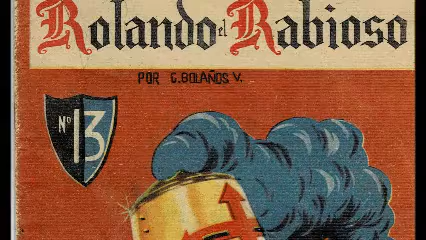 Rolando el Rabioso
POR G.BOLAÑOS V.
Nº 13